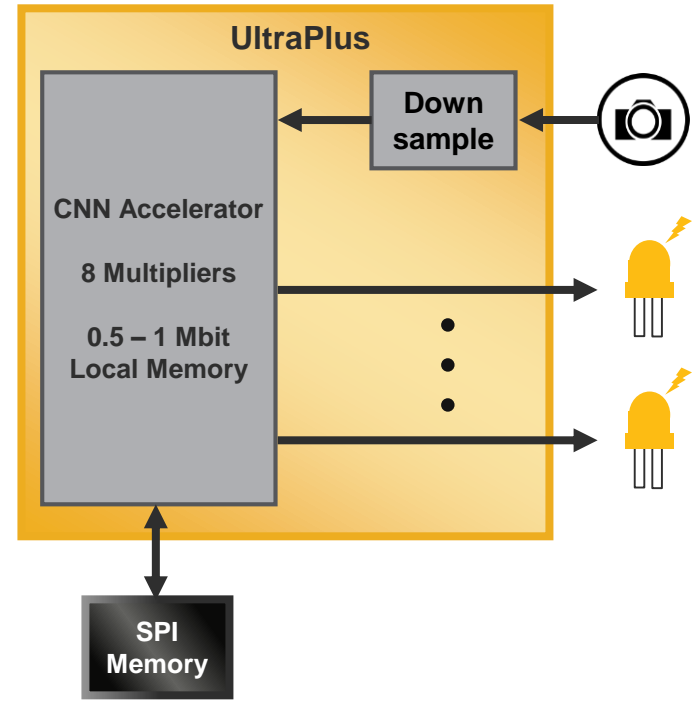 UltraPlus
Down
sample
CNN Accelerator
8 Multipliers
0.5 – 1 Mbit
Local Memory
SPI
Memory